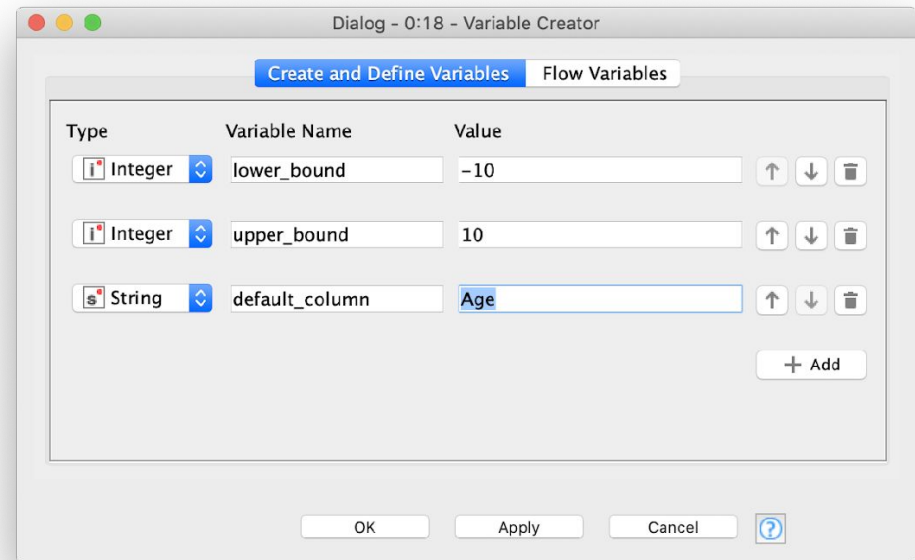 Dialog - 0:18 - Variable Creator
Create and Define Variables Flow Variables
Type Variable Name Value
i Integer lower_bound -10
i Integer upper_bound 10
s String default_column Age
+ Add
OK Apply Cancel ?